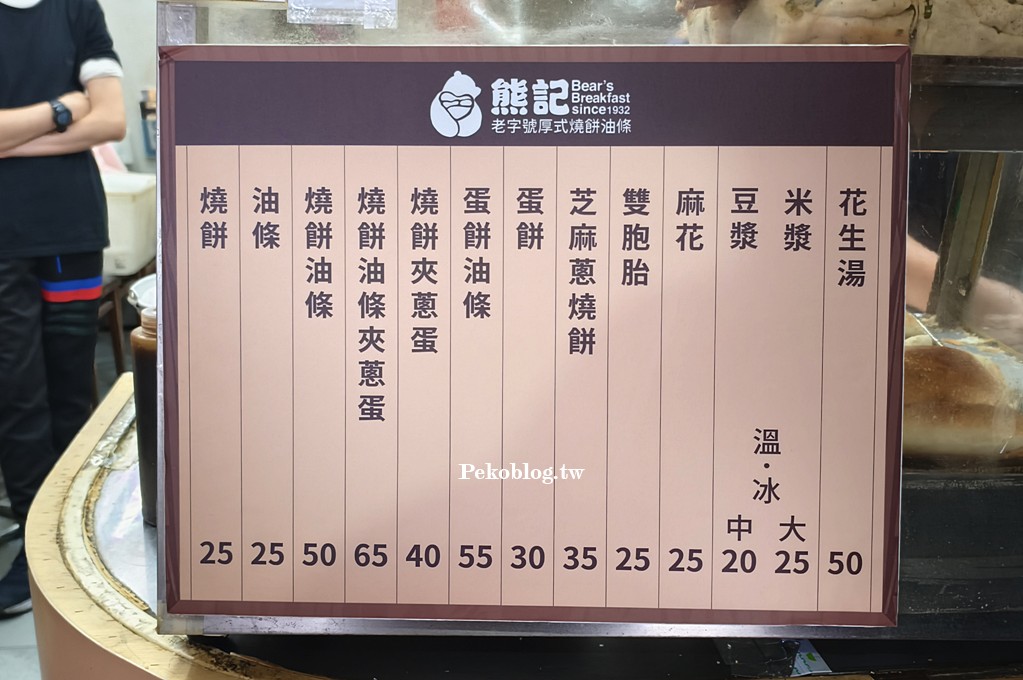 熊記
Bear's
Breakfast
since1932
老字號厚式燒餅油條
燒餅
25
油條
25
燒餅油條
50
燒餅油條夾蔥蛋
65
燒餅夾蔥蛋
40
蛋餅油條
55
蛋餅
30
芝麻蔥燒餅
35
雙胞胎
25
麻花
25
豆漿
米漿
溫·冰
中
20
大
25
花生湯
50
Pekoblog.tw